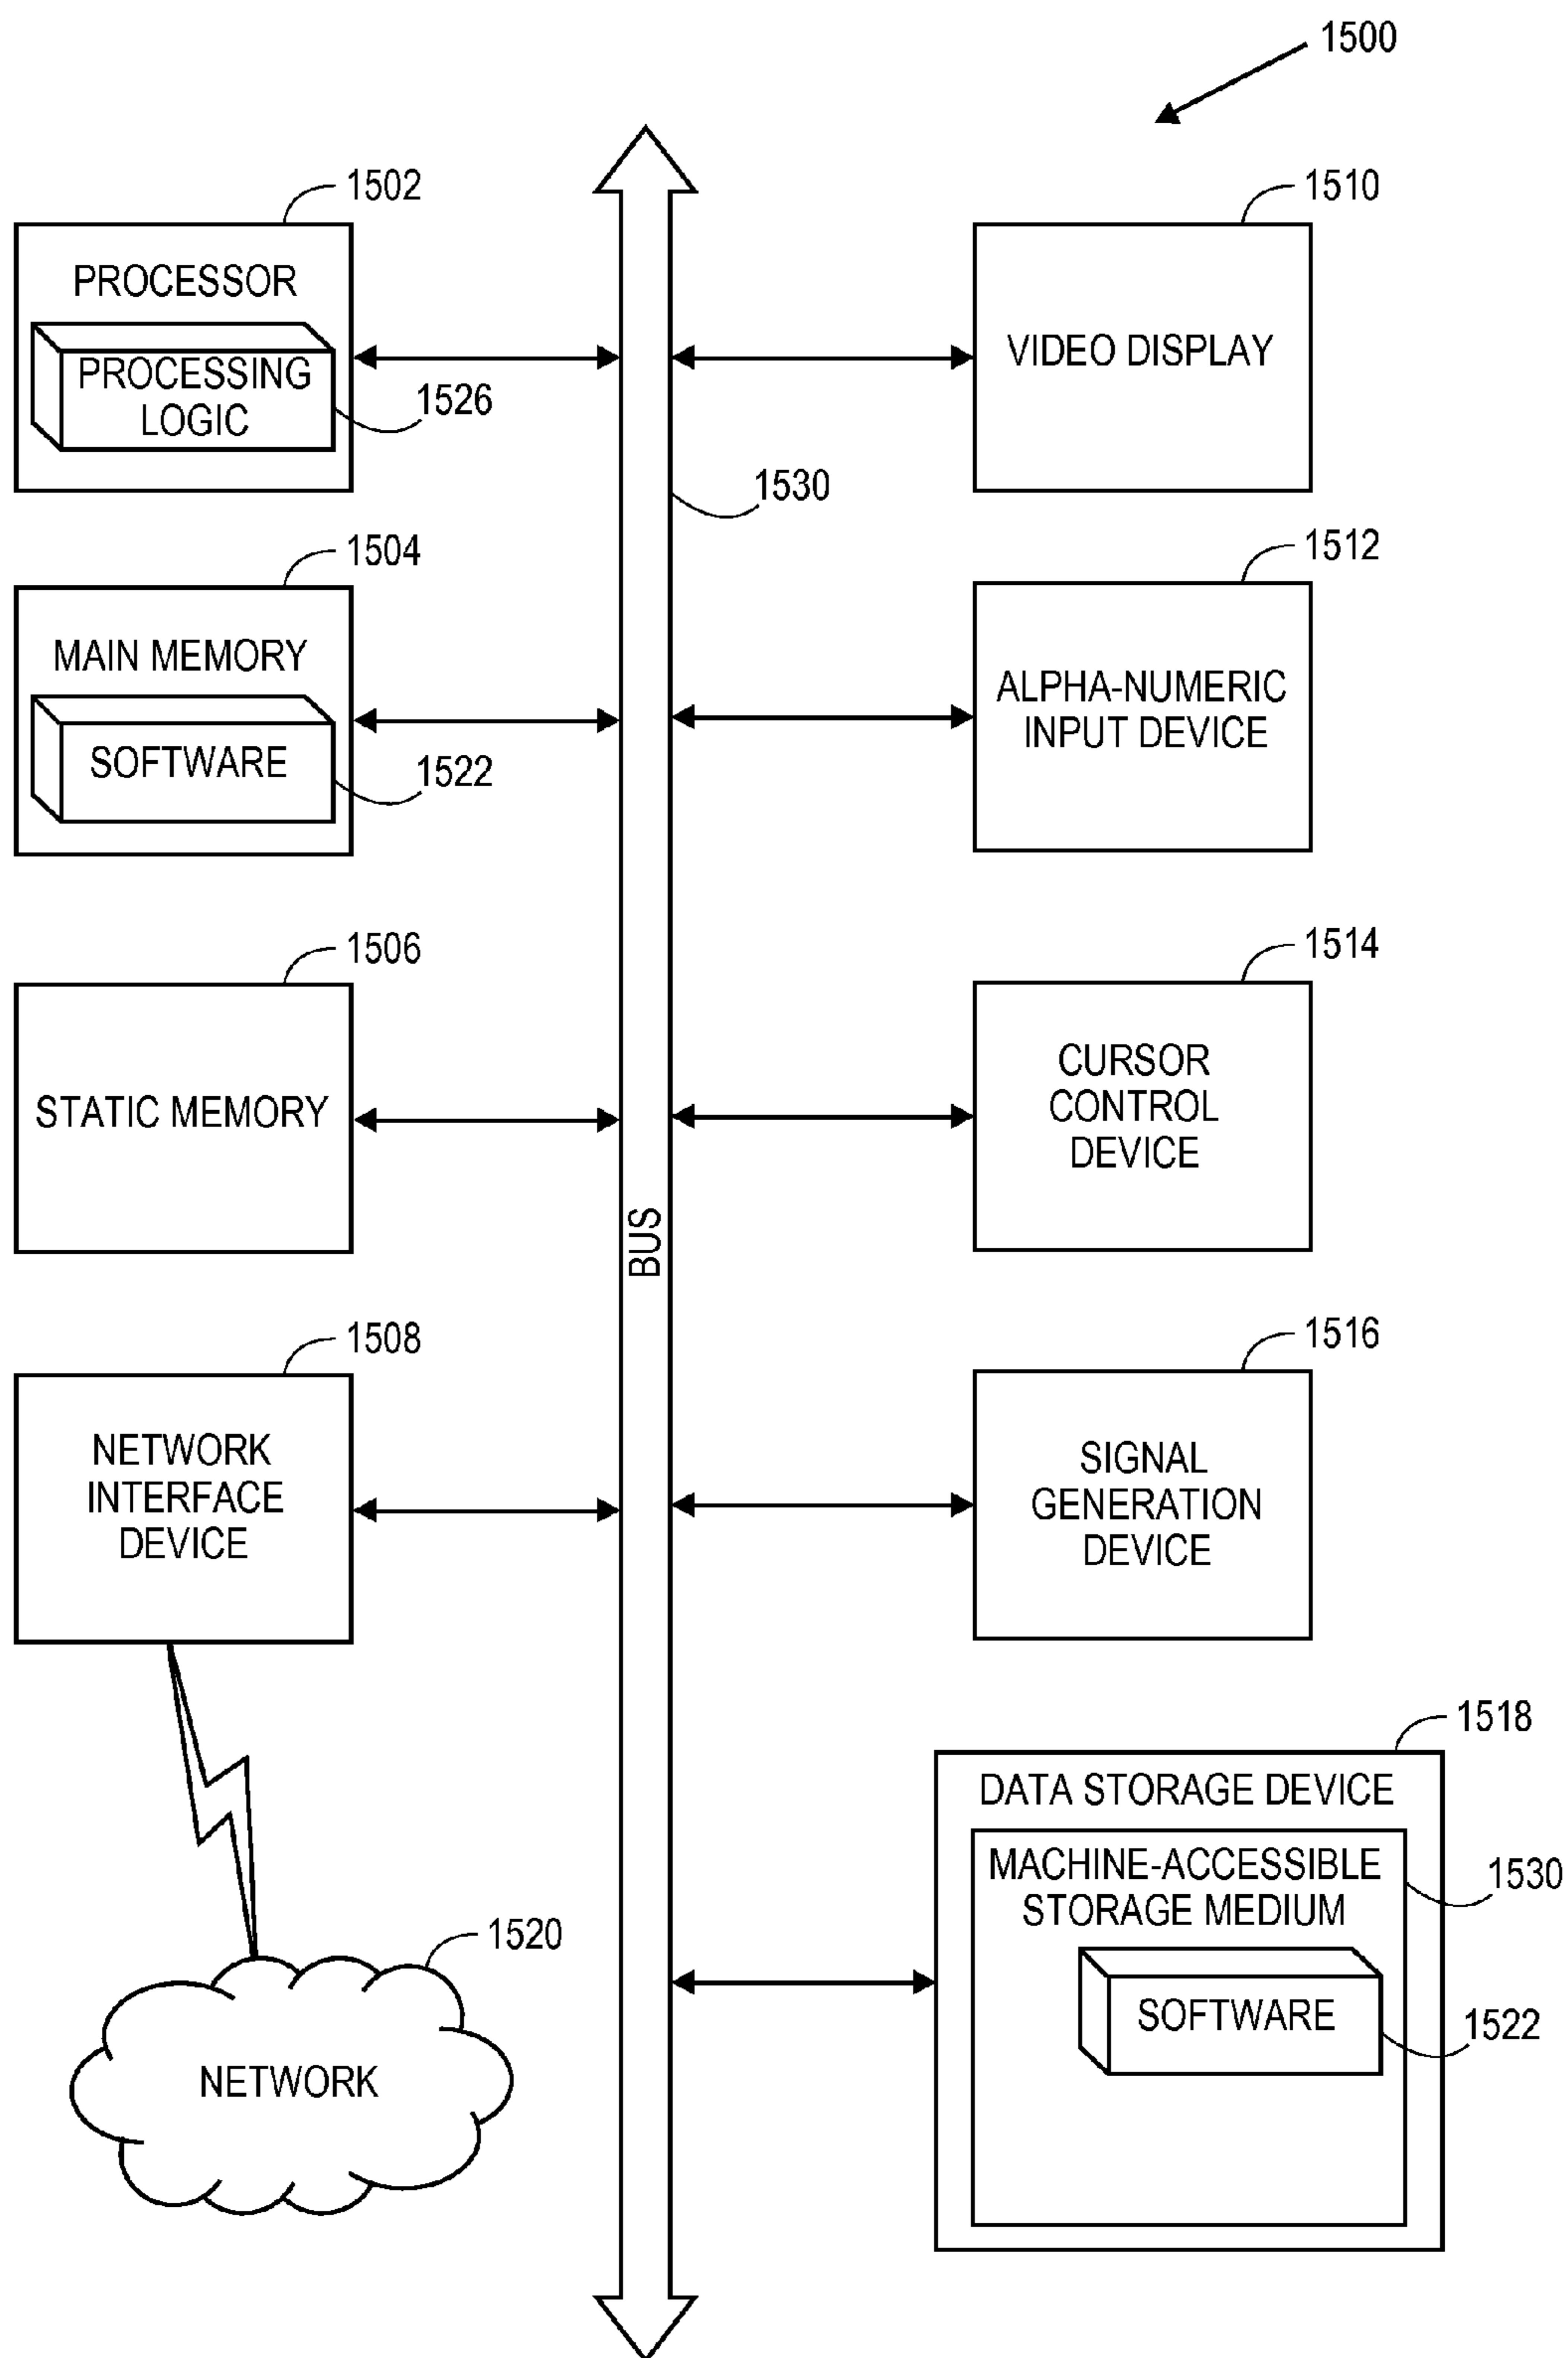 1500
1502
PROCESSOR
PROCESSING
LOGIC
1526
1504
MAIN MEMORY
SOFTWARE
1522
1506
STATIC MEMORY
1508
NETWORK
INTERFACE
DEVICE
1520
NETWORK
1530
BUS
1510
VIDEO DISPLAY
1512
ALPHA-NUMERIC
INPUT DEVICE
1514
CURSOR
CONTROL
DEVICE
1516
SIGNAL
GENERATION
DEVICE
1518
DATA STORAGE DEVICE
MACHINE-ACCESSIBLE
STORAGE MEDIUM
1530
SOFTWARE
1522